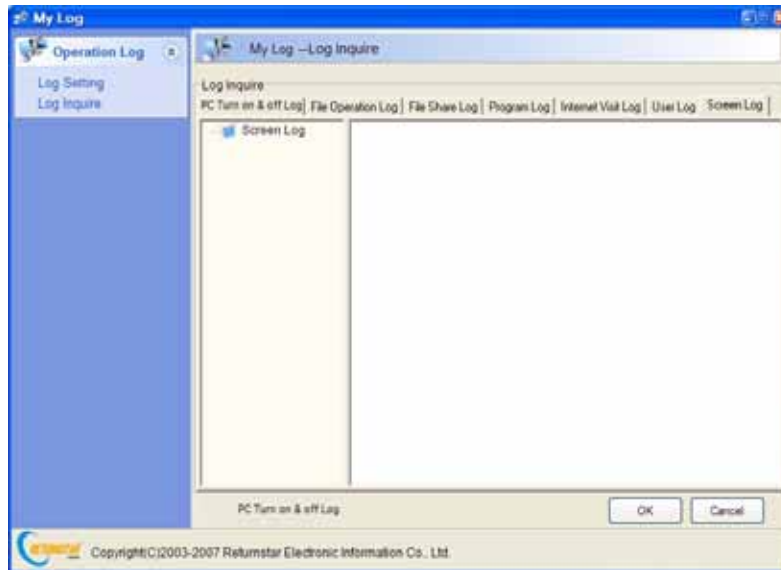 My Log
Operation Log
Log Setting
Log Inquire
My Log --Log Inquire
Log Inquire
PC Turn on & off Log File Operation Log File Share Log Program Log Internet Visit Log User Log Screen Log
Screen Log
PC Turn on & off Log
OK
Cancel
Copyright(C)2003-2007 Returnstar Electronic Information Co., Ltd.